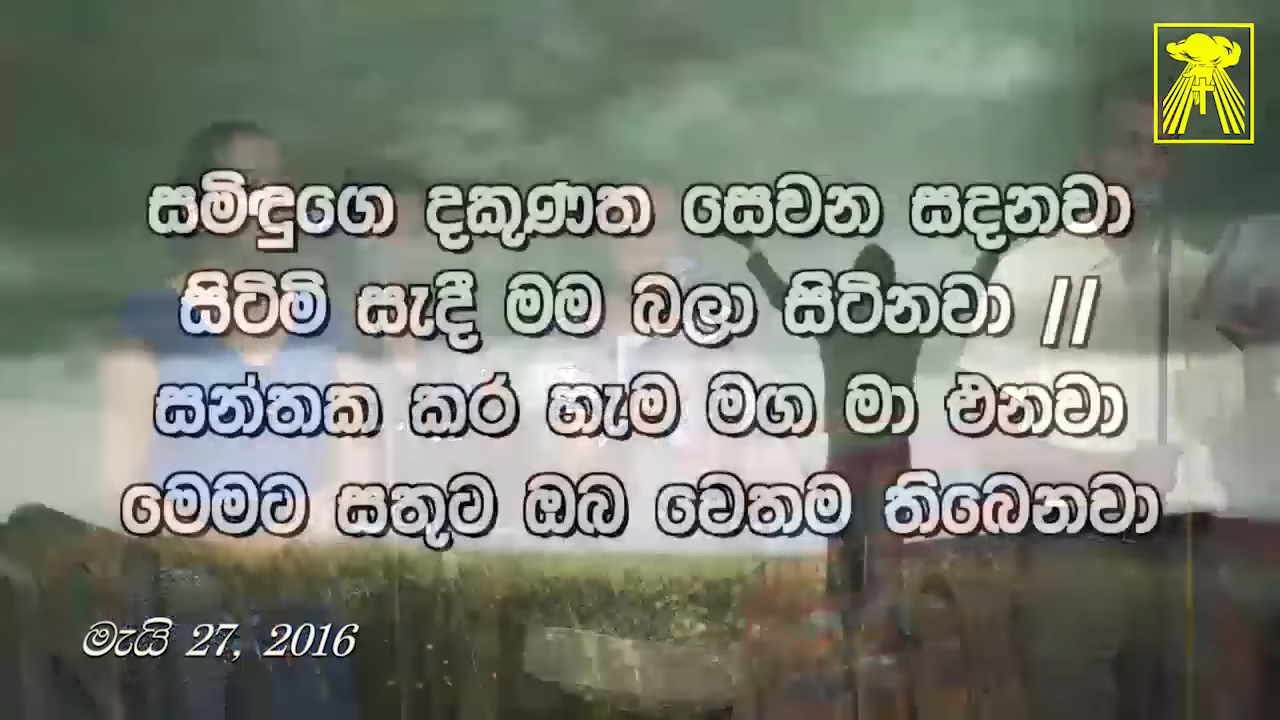 සමිඳුගෙ දකුණත සෙවන සදනවා
සිටිමි සැදී මම බලා සිටිනවා //
සන්තක කර හැම මග මා එනවා
මෙමට සතුට ඔබ වෙතම තිබෙනවා
මැයි 27, 2016